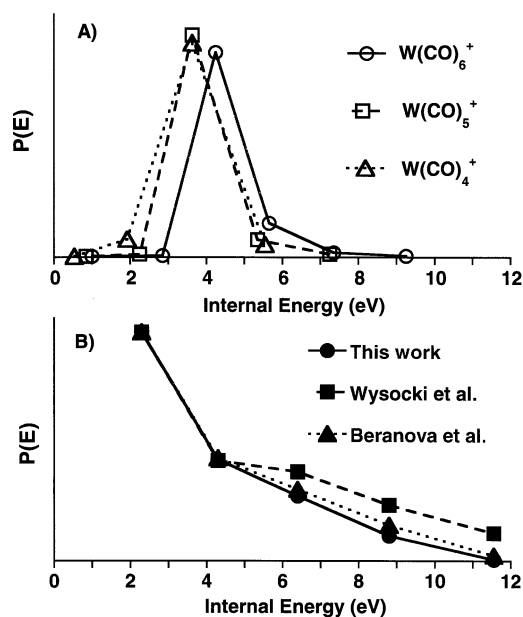 A)
W(CO)₆⁺
W(CO)₅⁺
W(CO)₄⁺
P(E)
0 2 4 6 8 10 12
Internal Energy (eV)
B)
This work
Wysocki et al.
Beranova et al.
P(E)
0 2 4 6 8 10 12
Internal Energy (eV)